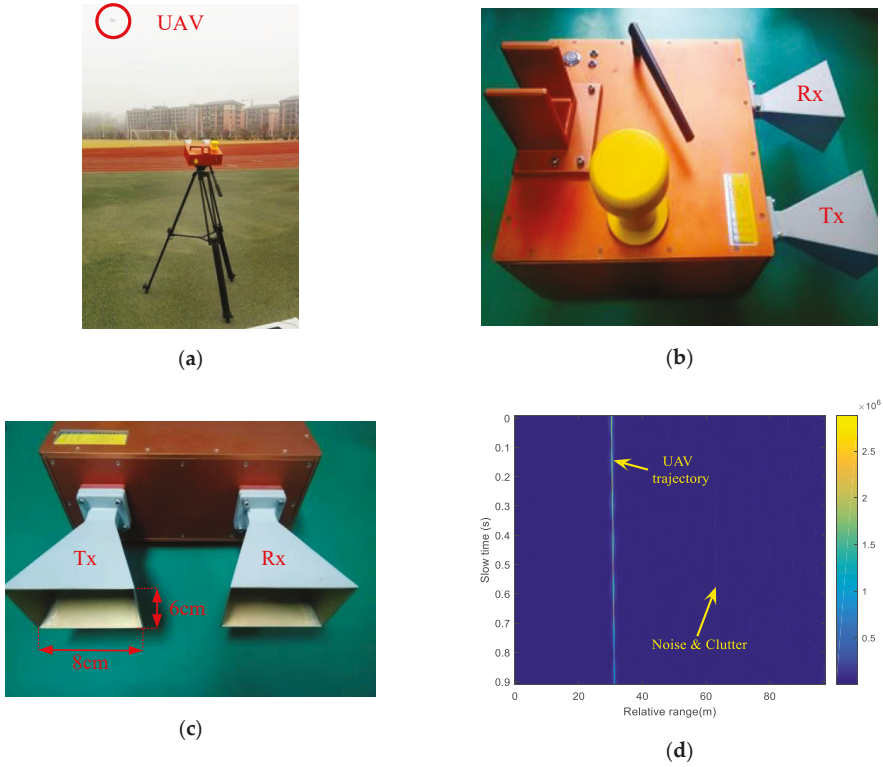 UAV
(a)
Rx
Tx
(b)
Tx
Rx
6cm
8cm
(c)
×10⁶
0
0.1
0.2
0.3
0.4
0.5
0.6
0.7
0.8
0.9
Slow time (s)
UAV
trajectory
Noise & Clutter
0
20
40
60
80
Relative range(m)
2.5
2
1.5
1
0.5
(d)